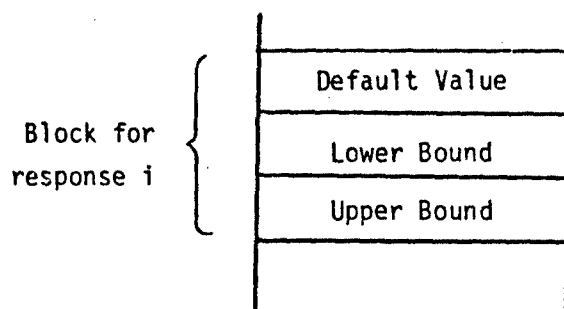 Default Value
Block for
response i
Lower Bound
Upper Bound